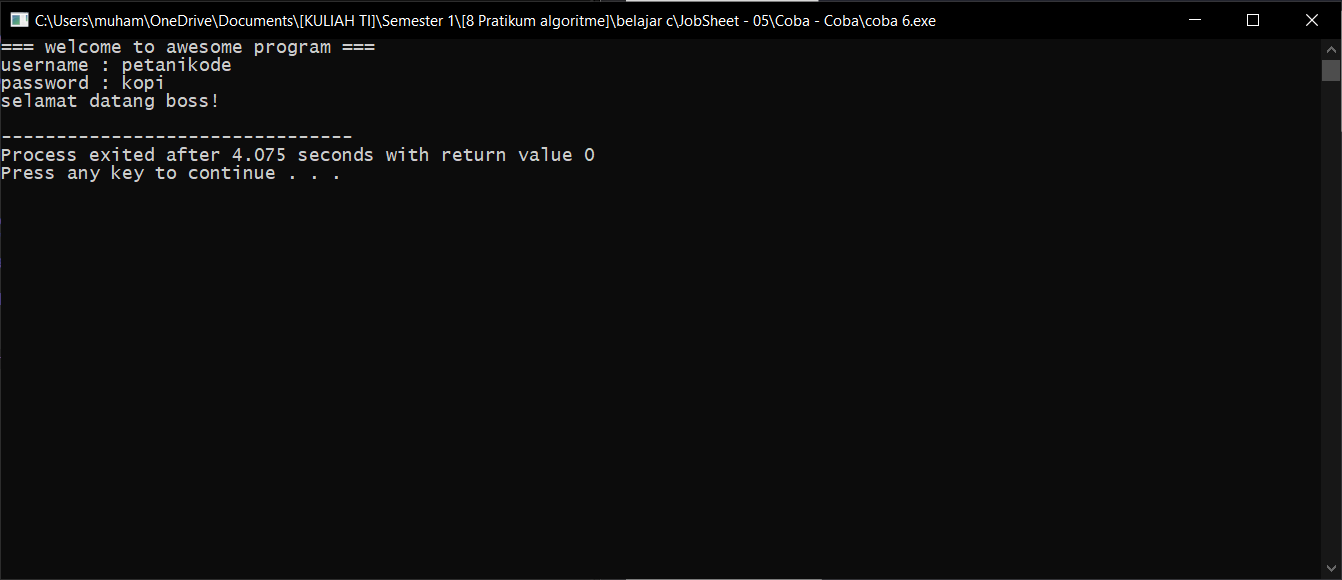 C:\Users\muham\OneDrive\Documents\[KULIAH TI]\Semester 1\[8 Pratikum algoritme]\belajar c\JobSheet - 05\Coba - Coba\coba 6.exe
=== welcome to awesome program ===
username : petanikode
password : kopi
selamat datang boss!
--------------------------------
Process exited after 4.075 seconds with return value 0
Press any key to continue . . .